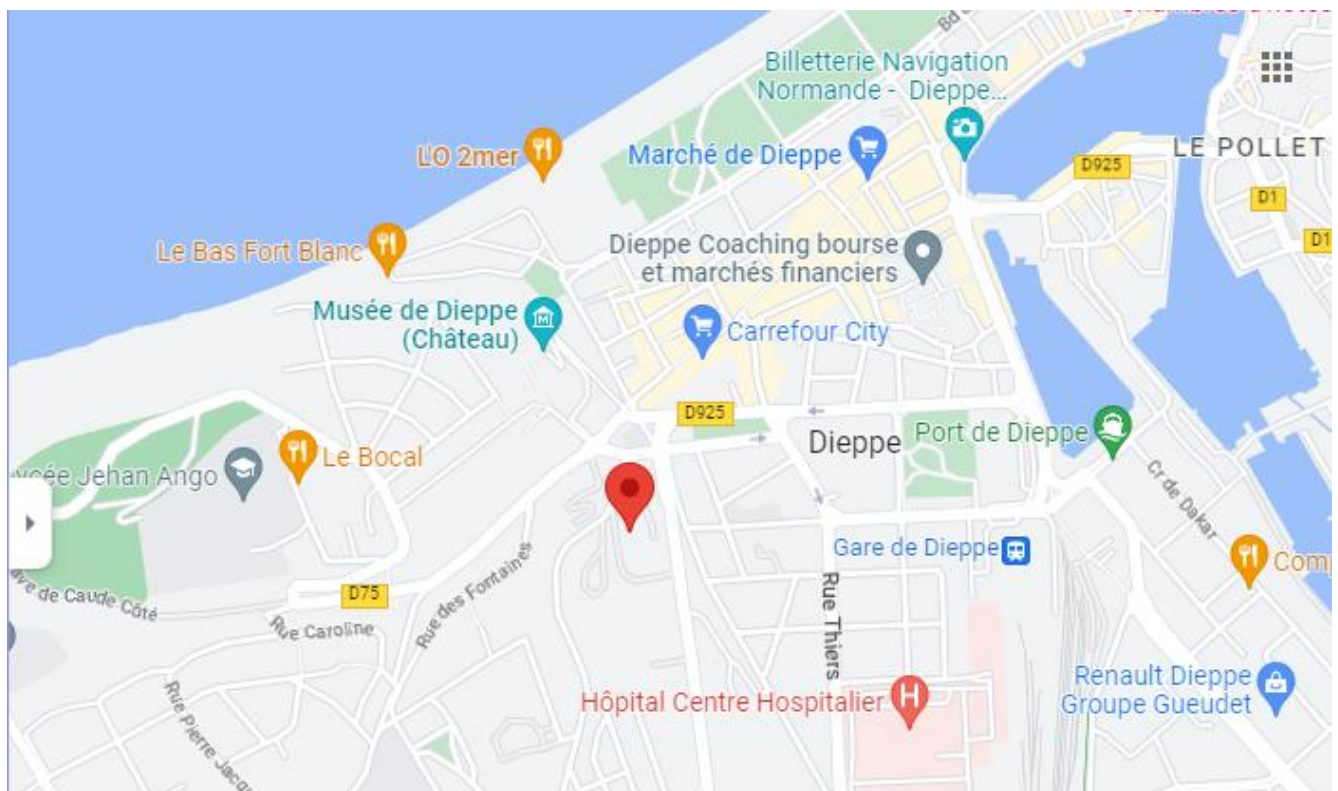 Billetterie Navigation
Normande - Dieppe...
L'O 2mer
Marché de Dieppe
LE POLLET
D925
D1
Le Bas Fort Blanc
Dieppe Coaching bourse
et marchés financiers
D1
Musée de Dieppe
(Château)
Carrefour City
D925
Dieppe
Port de Dieppe
Le Bocal
Jehan Ango
Cr de Dakar
Gare de Dieppe
D75
Rue des Fontaines
de Caude Côté
Rue Caroline
Rue Thiers
Renault Dieppe
Groupe Gueudet
Hôpital Centre Hospitalier
Rue Pierre